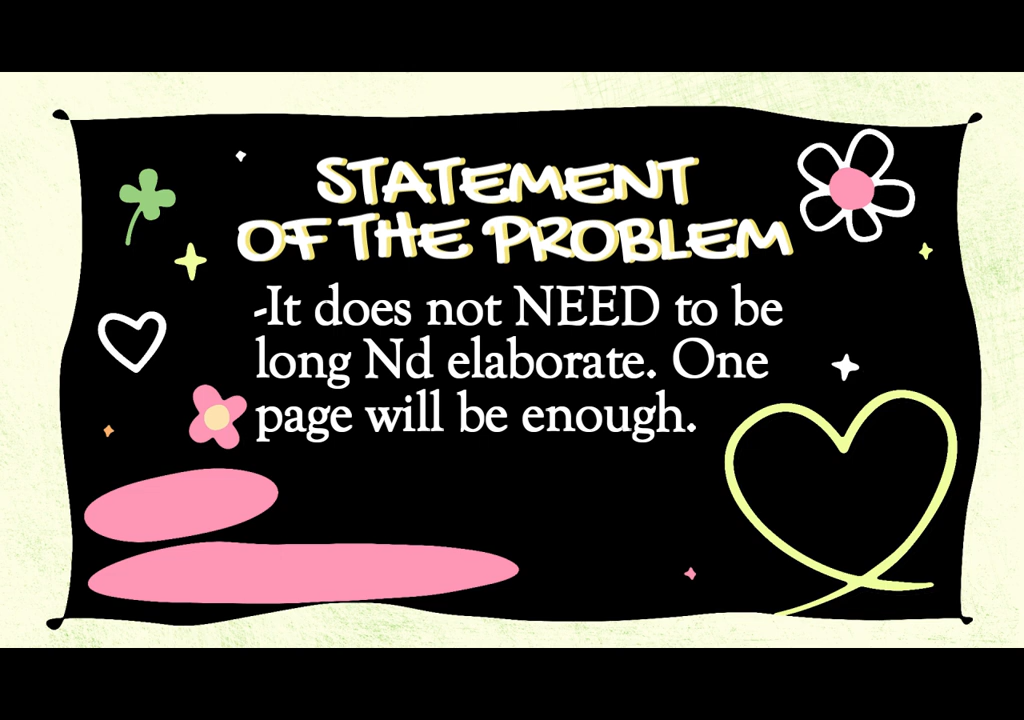 STATEMENT
OF THE PROBLEM
-It does not NEED to be
long Nd elaborate. One
page will be enough.